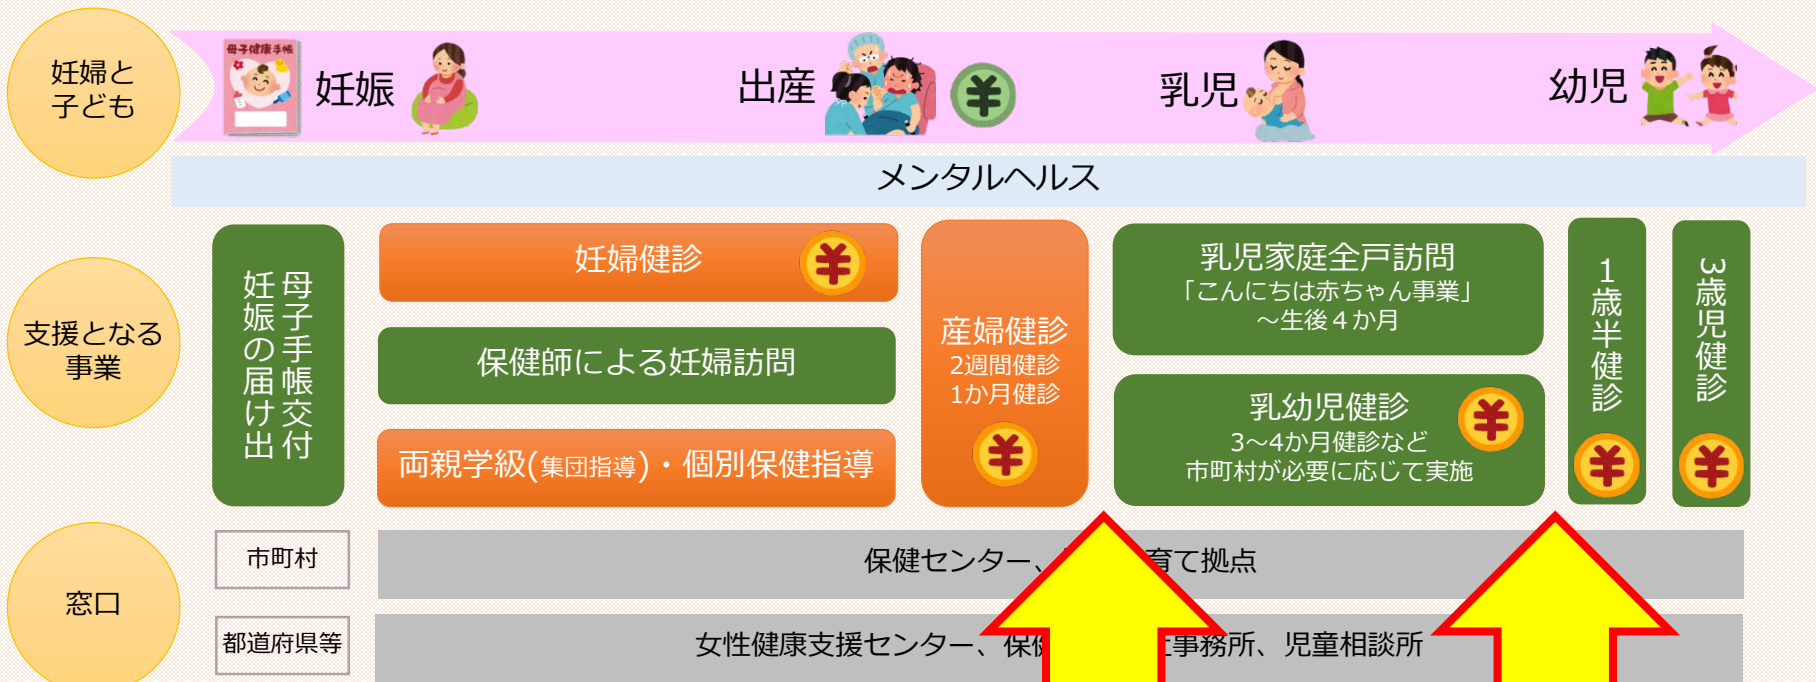 妊婦と
子ども
母子健康手帳
妊娠
出産
¥
乳児
幼児
メンタルヘルス
支援となる
事業
母子手帳交付
妊娠の届け出
妊婦健診
¥
保健師による妊婦訪問
両親学級(集団指導)・個別保健指導
産婦健診
2週間健診
1か月健診
¥
乳児家庭全戸訪問
「こんにちは赤ちゃん事業」
～生後４か月
乳幼児健診
¥
3～4か月健診など
市町村が必要に応じて実施
1歳半健診
¥
3歳児健診
¥
窓口
市町村
保健センター、
育て拠点
都道府県等
女性健康支援センター、保健
事務所、児童相談所